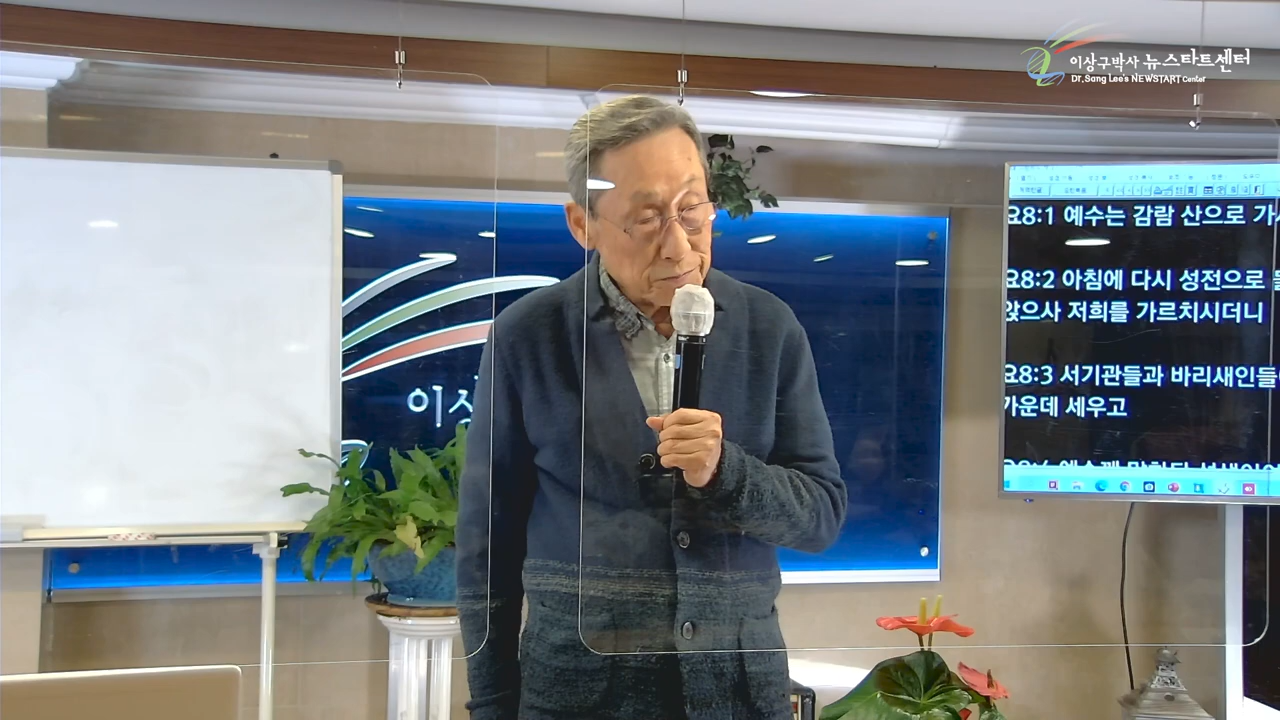 이상구박사 뉴스타트센터
Dr. Sang Lee's NEWSTART Center
이상
요8:1 예수는 감람 산으로 가
요8:2 아침에 다시 성전으로
앉으사 저희를 가르치시더니
요8:3 서기관들과 바리새인들
가운데 세우고